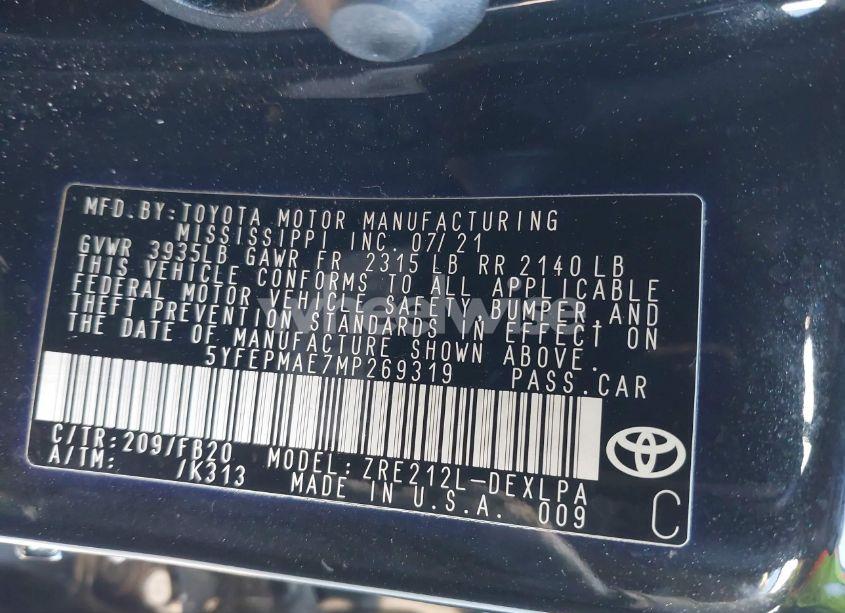 MFD.BY:TOYOTA MOTOR MANUFACTURING
MISSISSIPPI INC. 07/21
GVWR 3935LB GAWR FR 2315 LB RR 2140 LB
THIS VEHICLE CONFORMS TO ALL APPLICABLE
FEDERAL MOTOR VEHICLE SAFETY, BUMPER, AND
THEFT PREVENTION STANDARDS IN EFFECT ON
THE DATE OF MANUFACTURE SHOWN ABOVE.
5YFEPMAE7MP269319 PASS.CAR
C/TR:209/FB20 MODEL: ZRE212L-DEXLPA
A/TM: /K313 MADE IN U.S.A. 009
C
wheelwise